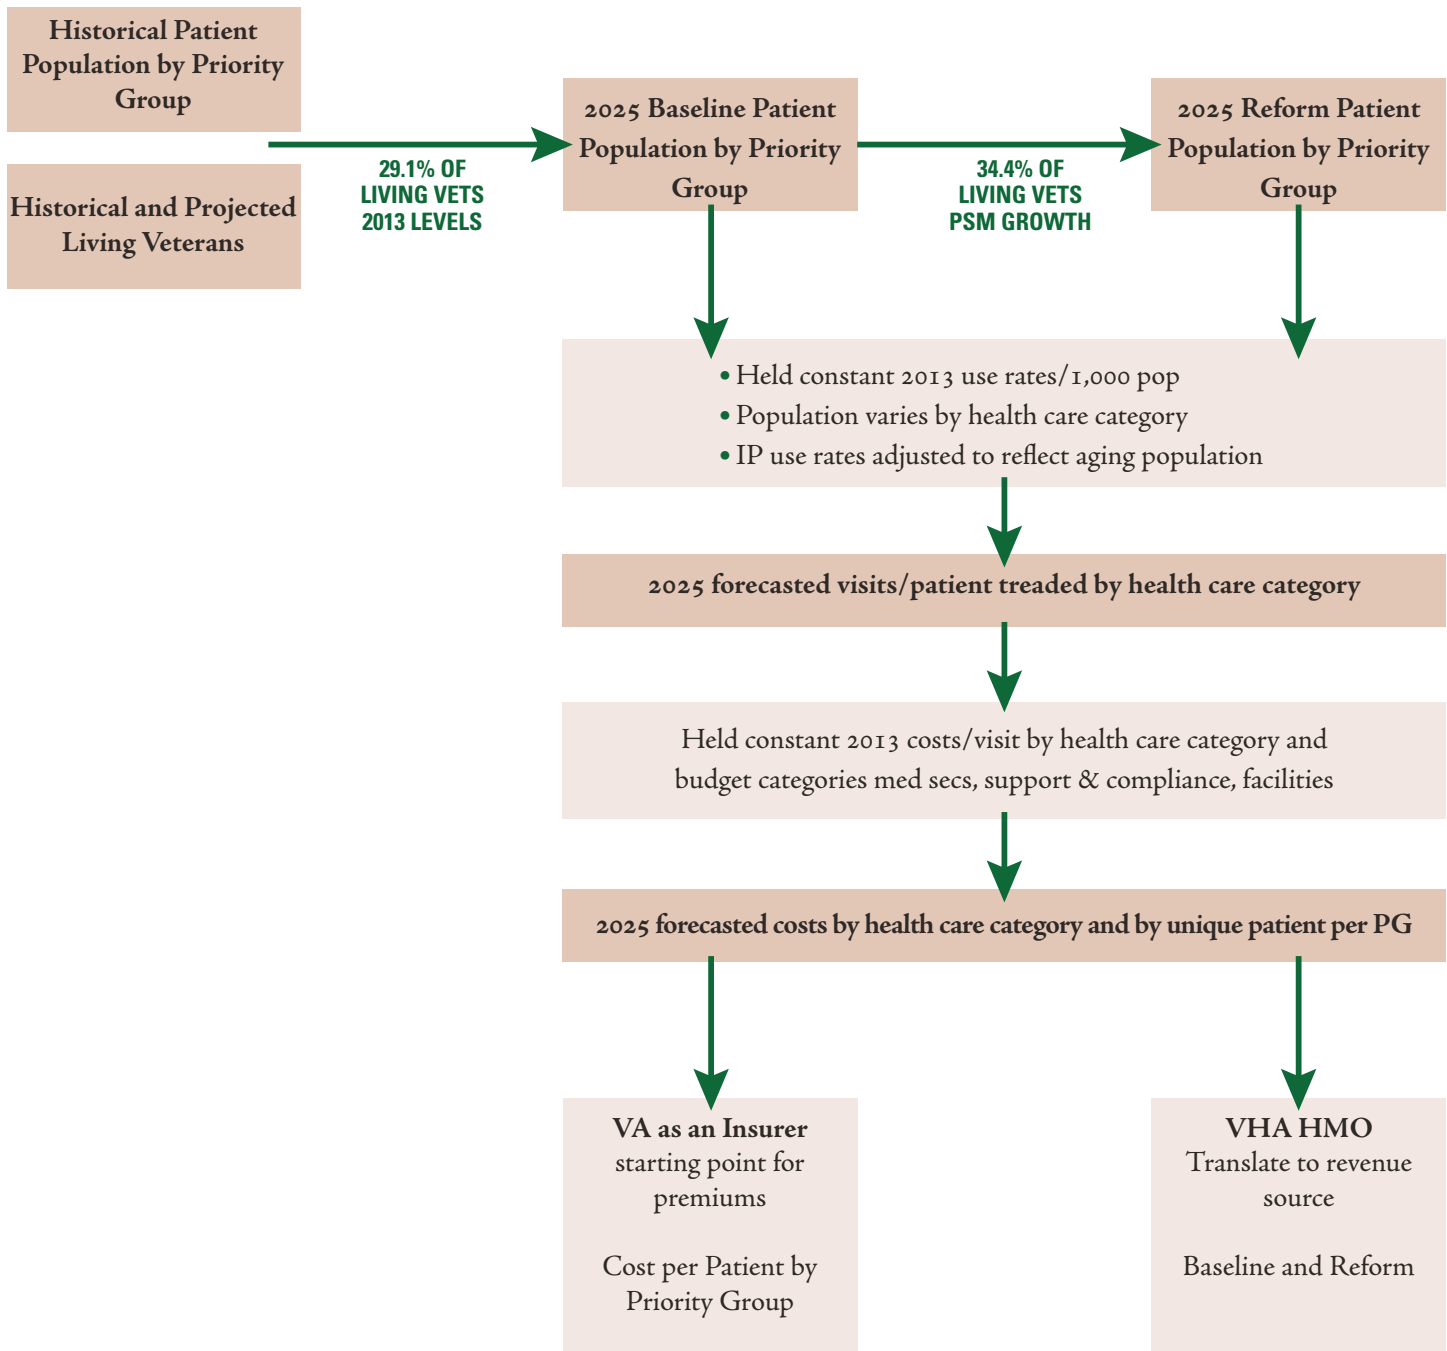 Historical Patient
Population by Priority
Group
Historical and Projected
Living Veterans
29.1% OF
LIVING VETS
2013 LEVELS
2025 Baseline Patient
Population by Priority
Group
34.4% OF
LIVING VETS
PSM GROWTH
2025 Reform Patient
Population by Priority
Group
• Held constant 2013 use rates/1,000 pop
• Population varies by health care category
• IP use rates adjusted to reflect aging population
2025 forecasted visits/patient treaded by health care category
Held constant 2013 costs/visit by health care category and
budget categories med secs, support & compliance, facilities
2025 forecasted costs by health care category and by unique patient per PG
VA as an Insurer
starting point for
premiums
Cost per Patient by
Priority Group
VHA HMO
Translate to revenue
source
Baseline and Reform